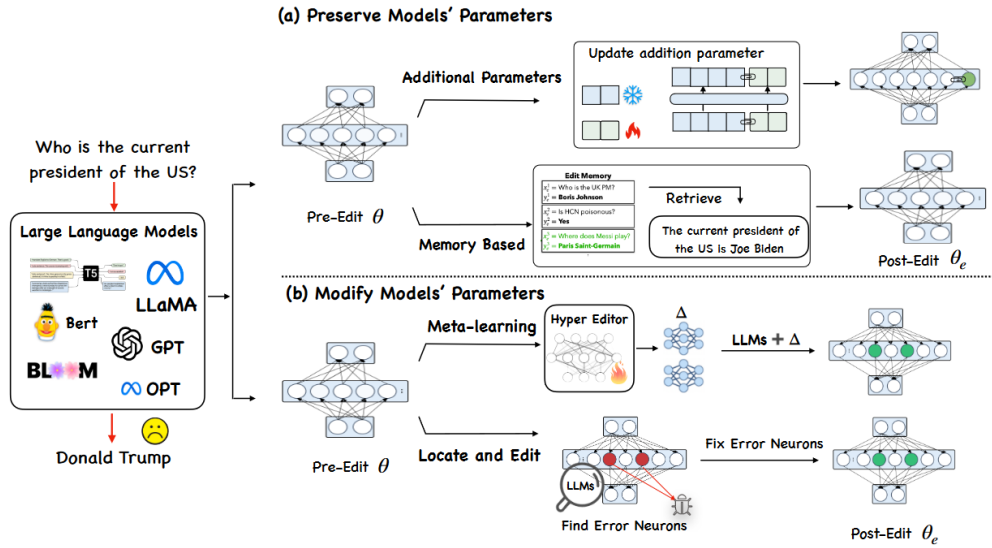 (a) Preserve Models' Parameters
Who is the current
president of the US?
Large Language Models
T5
LLaMA
Bert
GPT
BLOOM
OPT
Donald Trump
Pre-Edit θ
Additional Parameters
Update addition parameter
Memory Based
Edit Memory
= Who is the UK PM?
= Boris Johnson
= Is HCN poisonous?
= Yes
= Where does Messi play?
= Paris Saint-Germain
Retrieve
The current president of
the US is Joe Biden
Post-Edit θe
(b) Modify Models' Parameters
Pre-Edit θ
Meta-learning
Hyper Editor
Δ
LLMs + Δ
Locate and Edit
LLMs
Find Error Neurons
Fix Error Neurons
Post-Edit θe